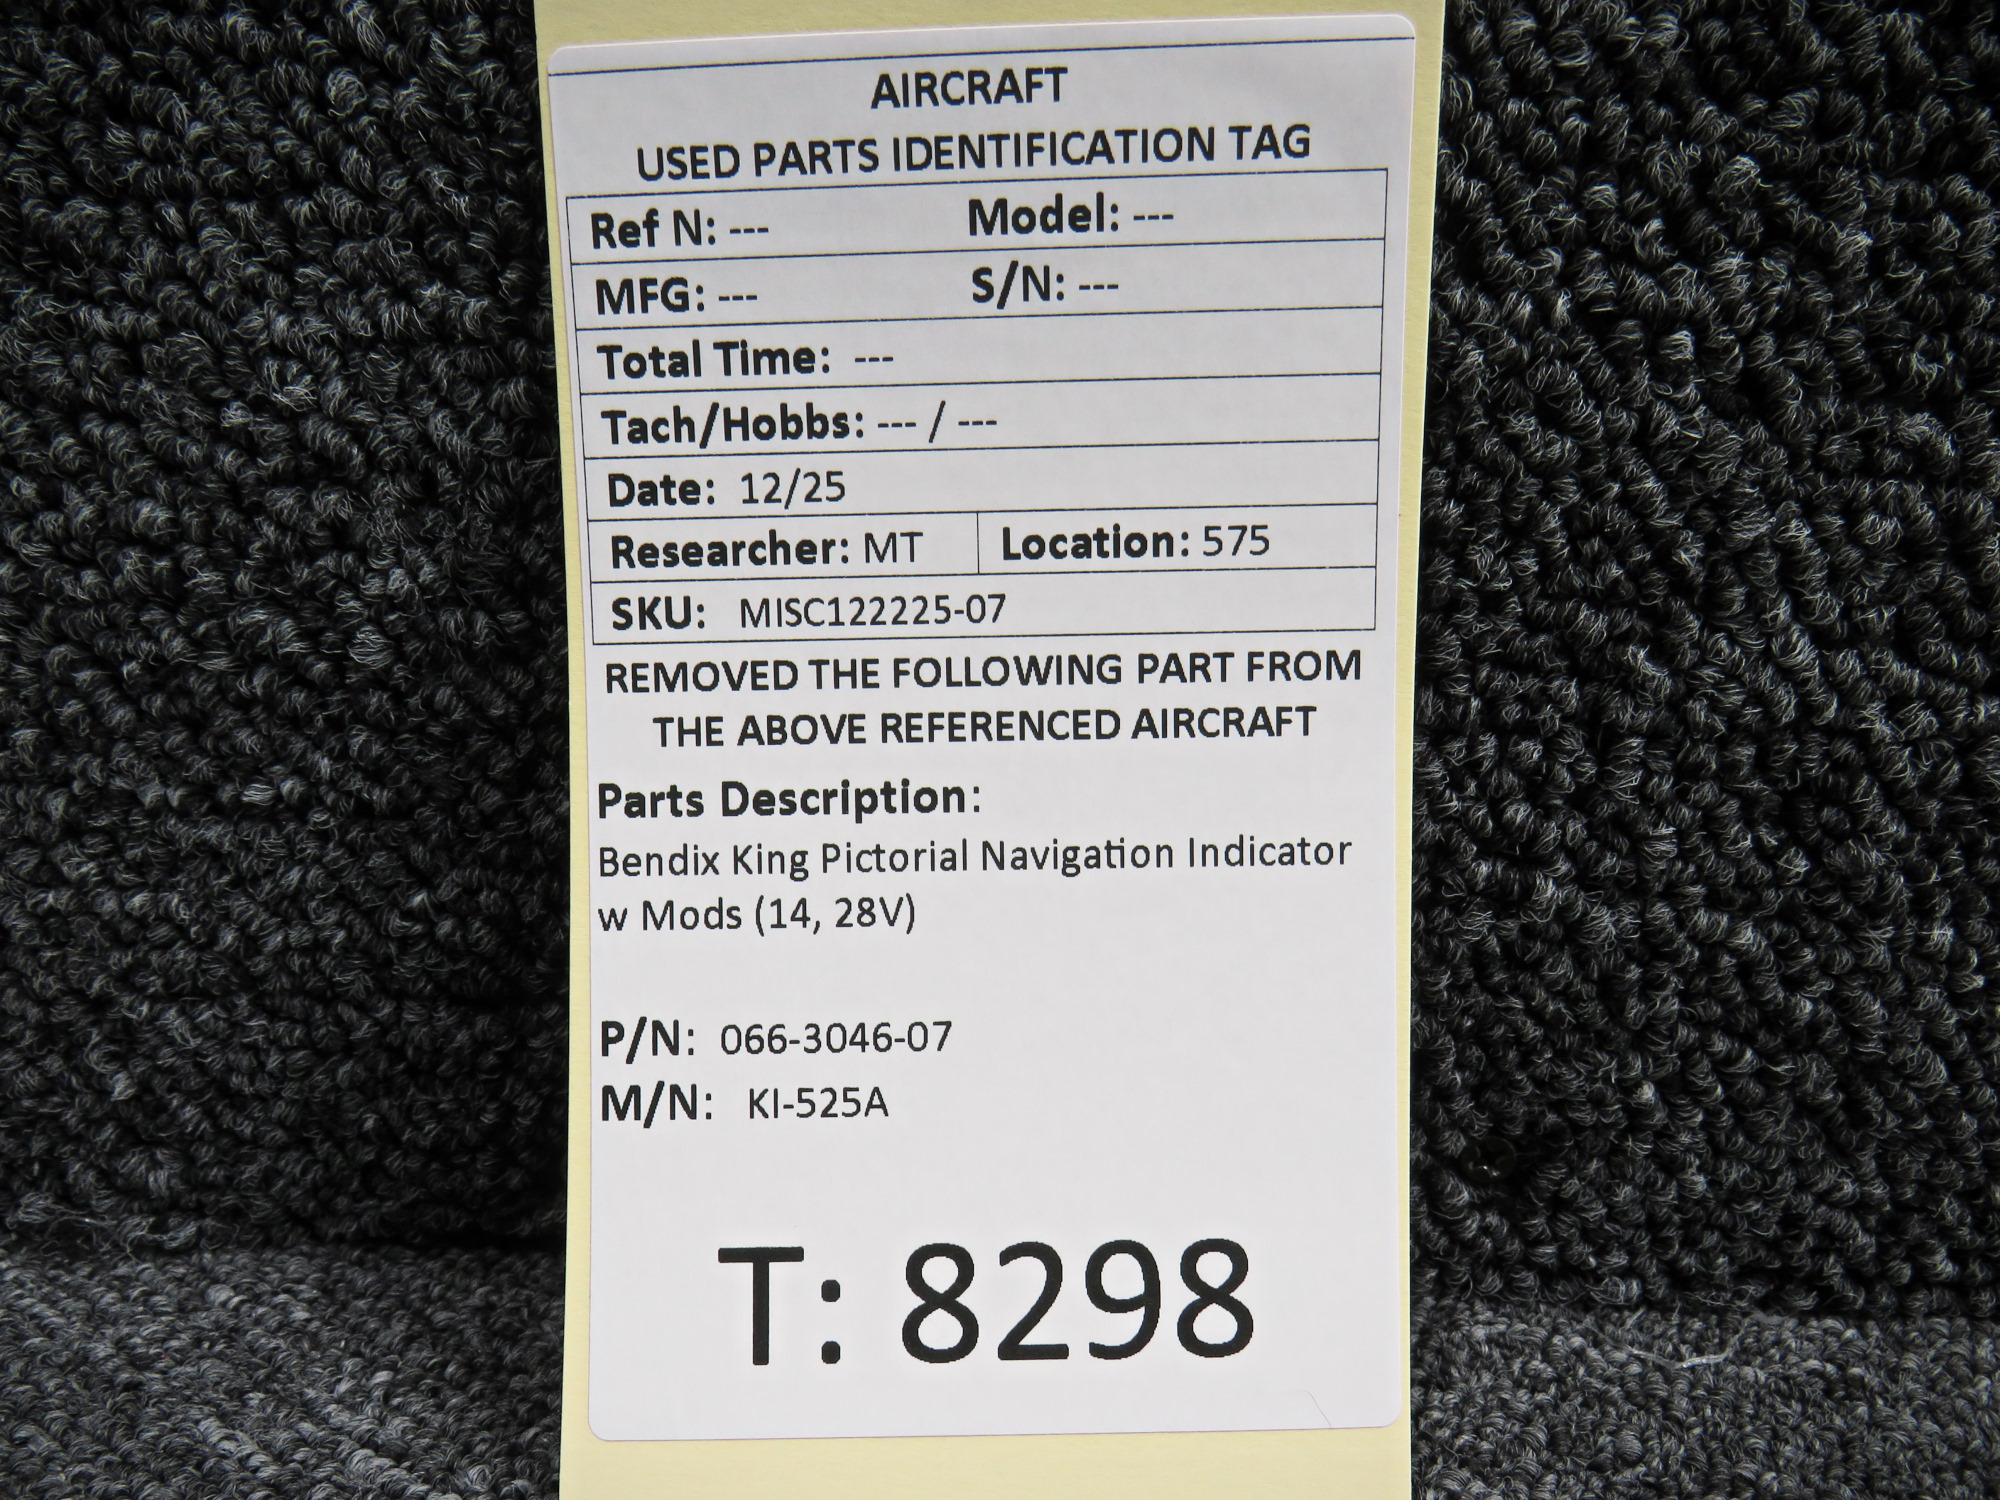 AIRCRAFT
USED PARTS IDENTIFICATION TAG
Ref N: --- Model: ---
MFG: --- S/N: ---
Total Time: ---
Tach/Hobbs: --- / ---
Date: 12/25
Researcher: MT Location: 575
SKU: MISC122225-07
REMOVED THE FOLLOWING PART FROM
THE ABOVE REFERENCED AIRCRAFT
Parts Description:
Bendix King Pictorial Navigation Indicator
w Mods (14, 28V)
P/N: 066-3046-07
M/N: KI-525A
T: 8298